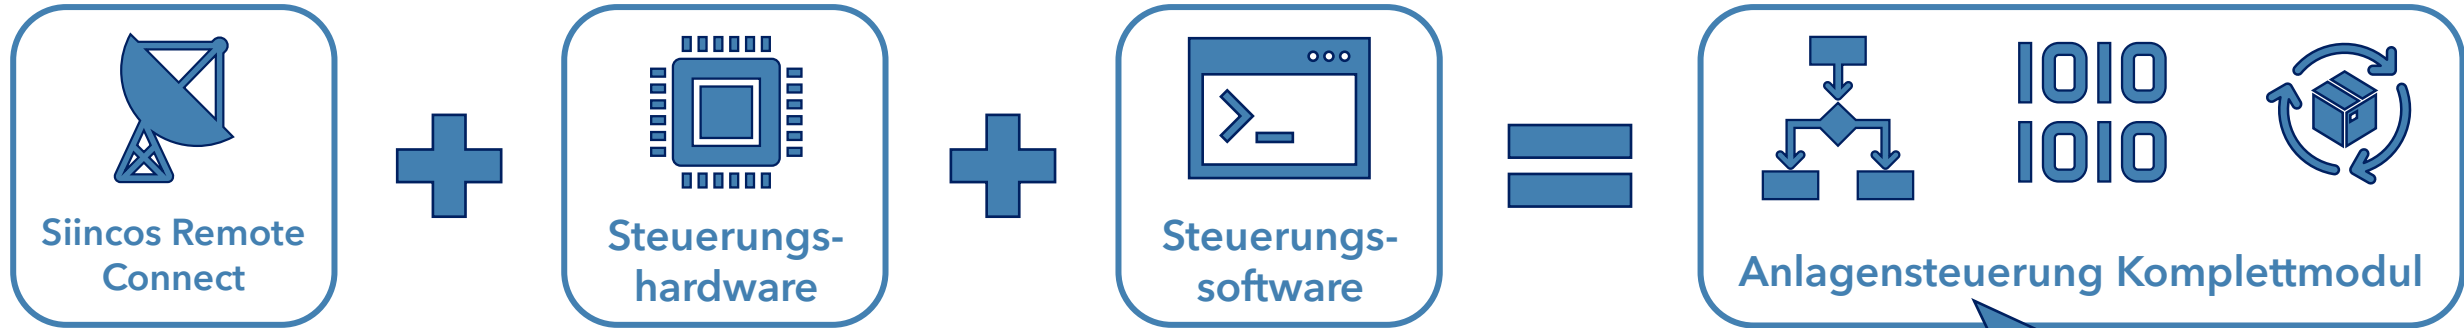 Siincos Remote
Connect
Steuerungs-
hardware
Steuerungs-
software
1010
1010
Anlagensteuerung Komplettmodul